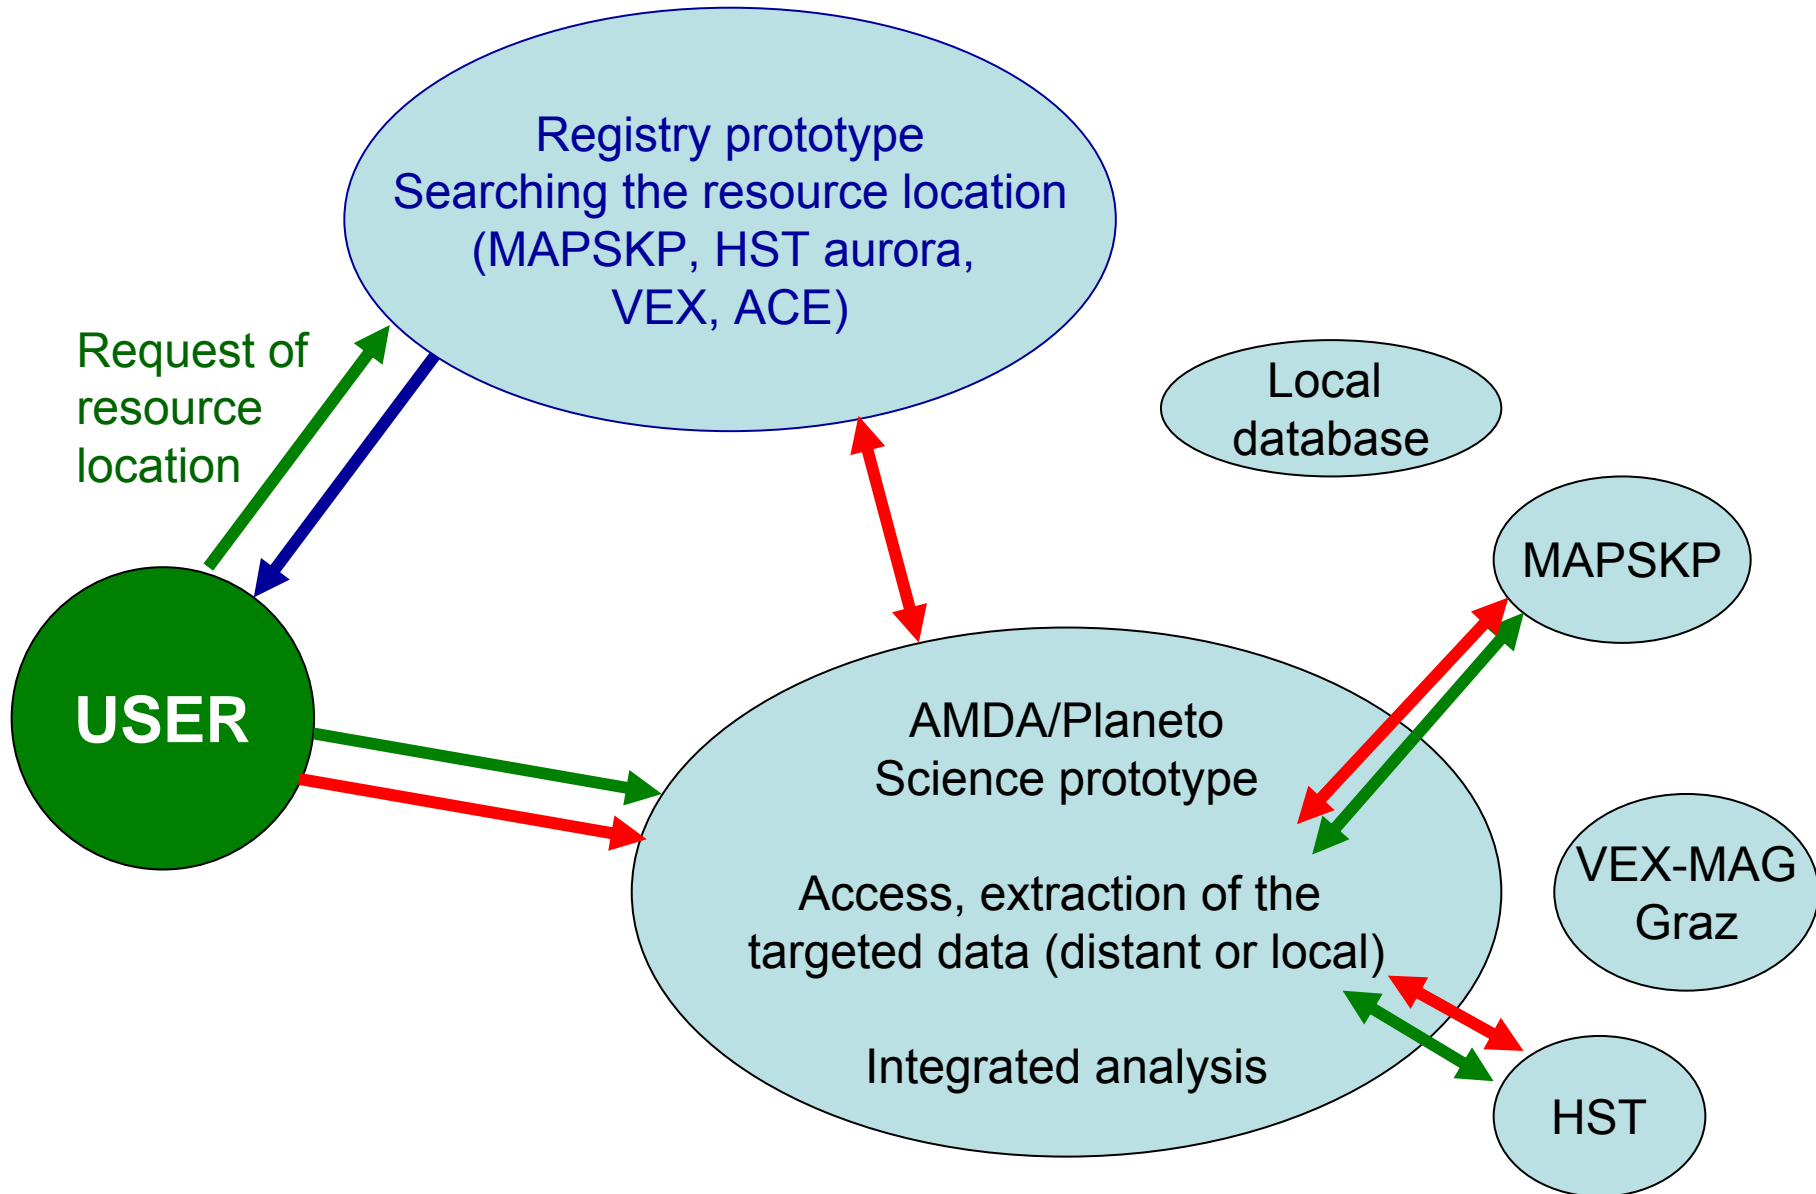 Registry prototype
Searching the resource location
(MAPSKP, HST aurora,
VEX, ACE)
Request of
resource
location
Local
database
MAPSKP
USER
AMDA/Planeto
Science prototype
Access, extraction of the
targeted data (distant or local)
Integrated analysis
VEX-MAG
Graz
HST